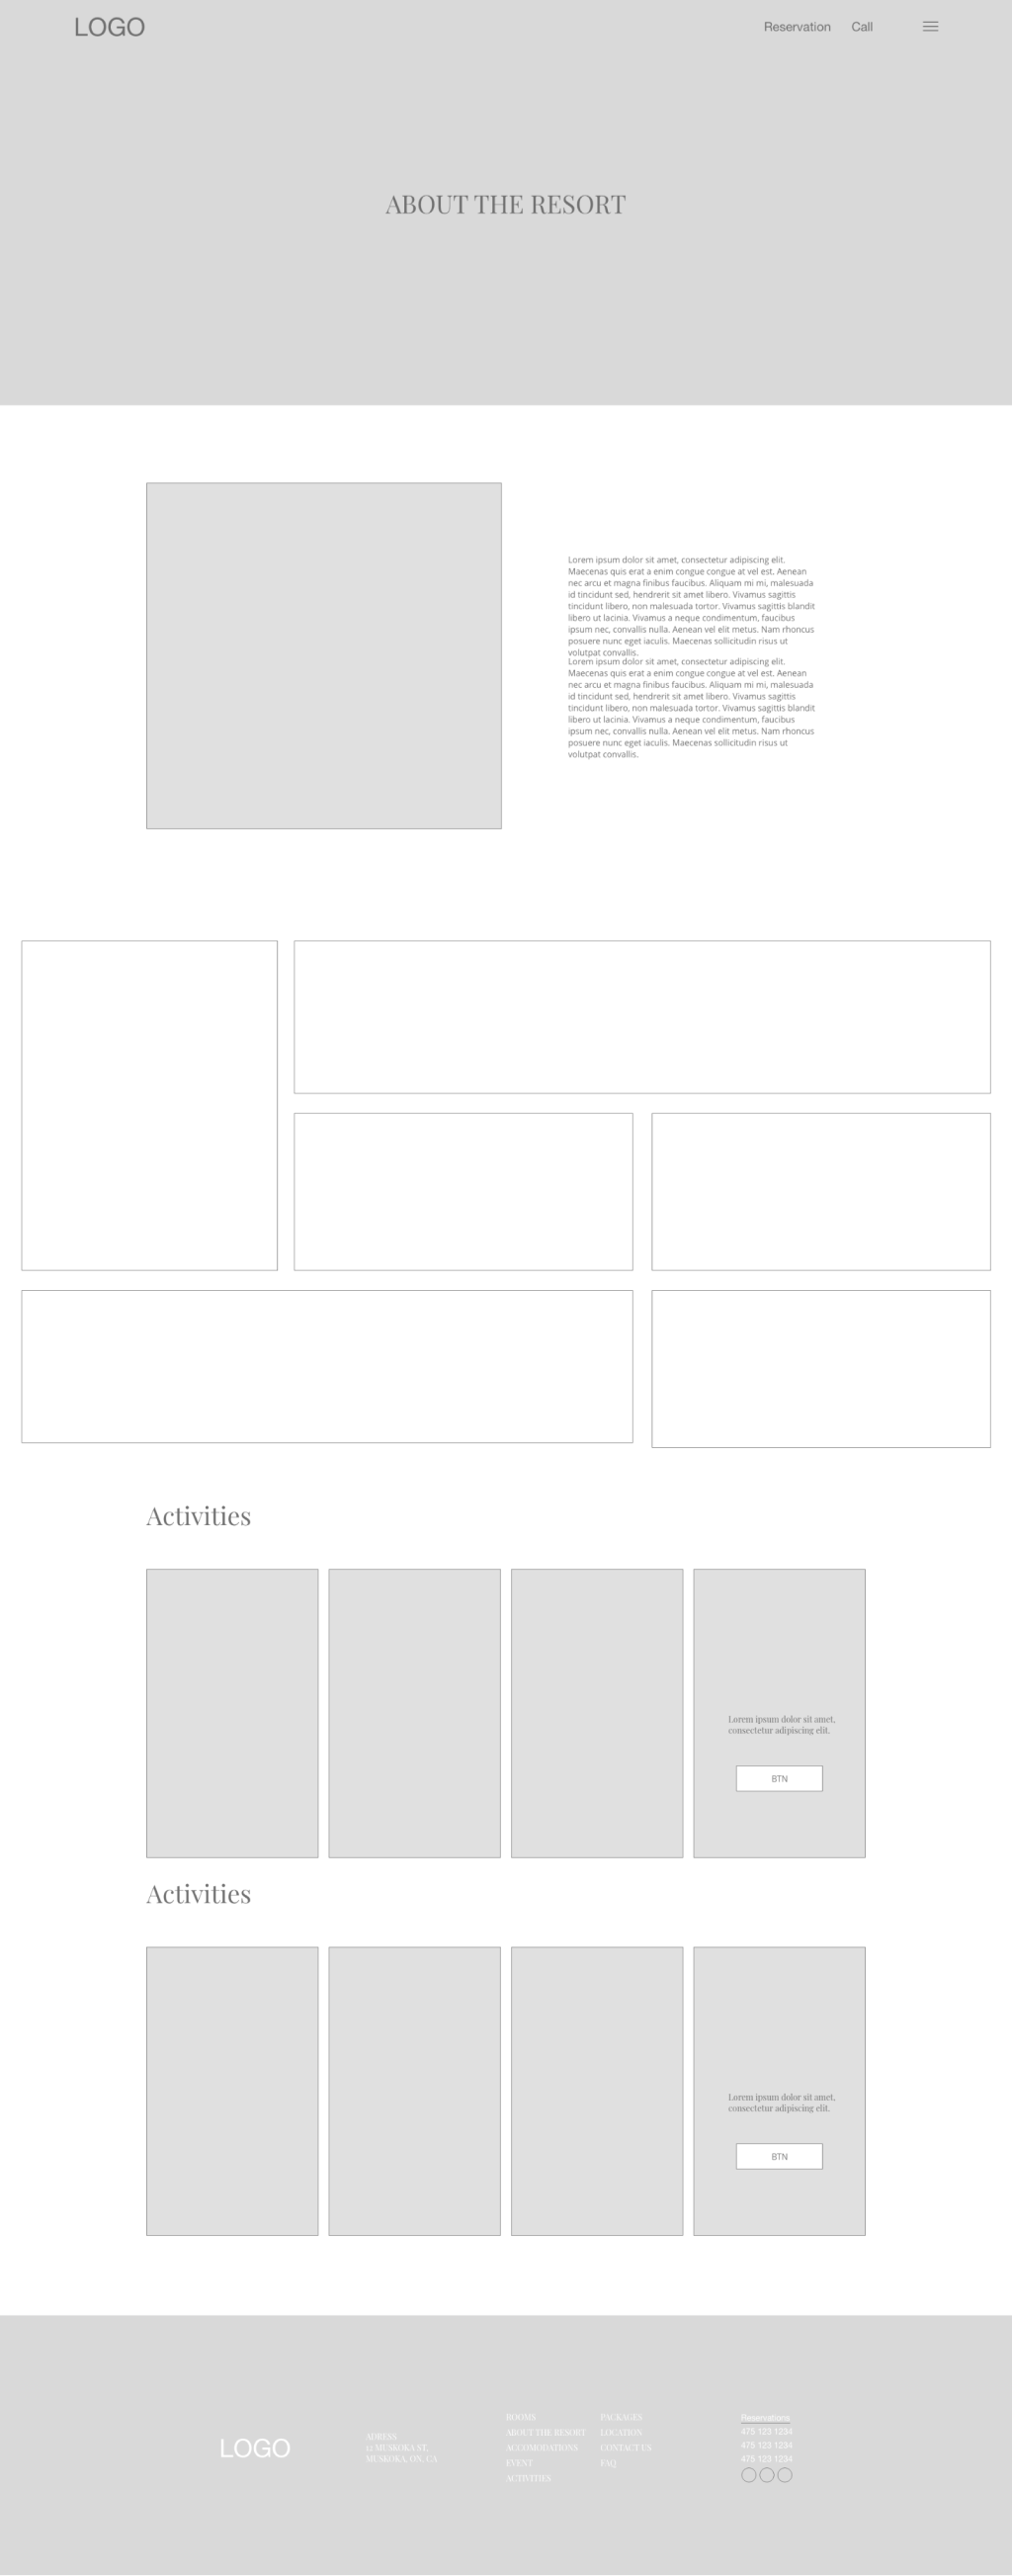 LOGO
Reservation
Call
ABOUT THE RESORT
Lorem ipsum dolor sit amet, consectetur adipiscing elit.
Maecenas quis erat a enim congue congue at vel est. Aenean
nec arcu et magna finibus faucibus. Aliquam mi mi, malesuada
id tincidunt sed, hendrerit sit amet libero. Vivamus sagittis
tincidunt libero, non malesuada tortor. Vivamus sagittis blandit
libero ut lacinia. Vivamus a neque condimentum, faucibus
ipsum nec, convallis nulla. Aenean vel elit metus. Nam rhoncus
posuere nunc eget iaculis. Maecenas sollicitudin risus ut
volutpat convallis.
Lorem ipsum dolor sit amet, consectetur adipiscing elit.
Maecenas quis erat a enim congue congue at vel est. Aenean
nec arcu et magna finibus faucibus. Aliquam mi mi, malesuada
id tincidunt sed, hendrerit sit amet libero. Vivamus sagittis
tincidunt libero, non malesuada tortor. Vivamus sagittis blandit
libero ut lacinia. Vivamus a neque condimentum, faucibus
ipsum nec, convallis nulla. Aenean vel elit metus. Nam rhoncus
posuere nunc eget iaculis. Maecenas sollicitudin risus ut
volutpat convallis.
Activities
Lorem ipsum dolor sit amet,
consectetur adipiscing elit.
BTN
Activities
Lorem ipsum dolor sit amet,
consectetur adipiscing elit.
BTN
LOGO
ADRESS
12 MUSKOKA ST,
MUSKOKA, ON, CA
ROOMS
ABOUT THE RESORT
ACCOMODATIONS
EVENT
ACTIVITIES
PACKAGES
LOCATION
CONTACT US
FAQ
Reservations
475 123 1234
475 123 1234
475 123 1234